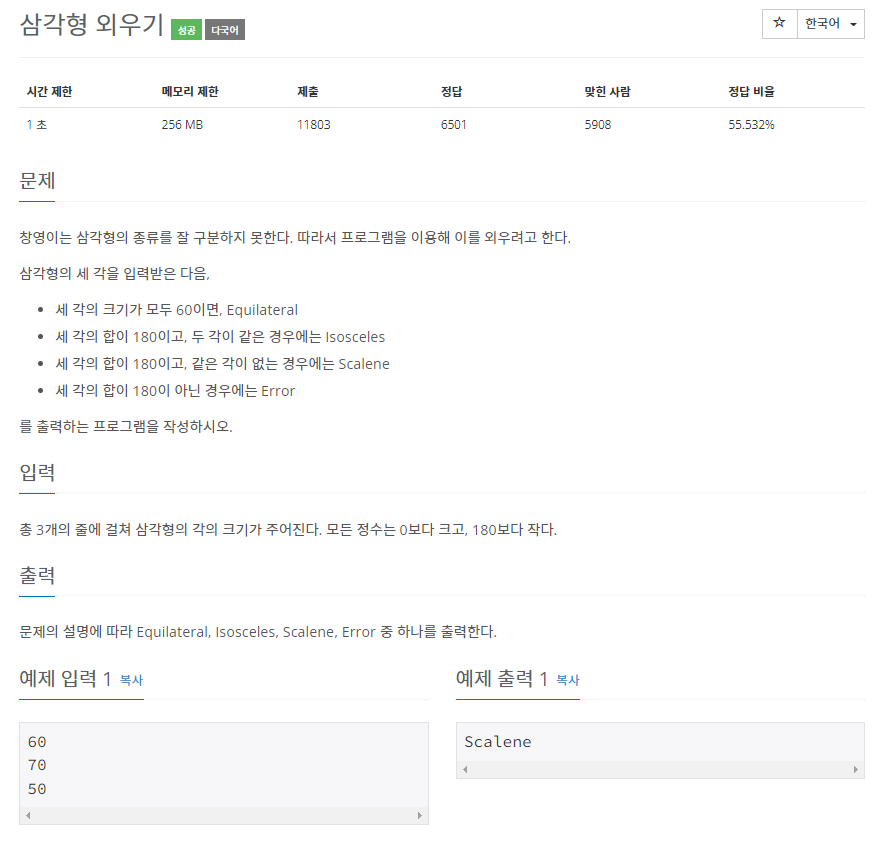 삼각형 외우기 성공 다국어
☆ 한국어
시간 제한 메모리 제한 제출 정답 맞힌 사람 정답 비율
1 초 256 MB 11803 6501 5908 55.532%
문제
창영이는 삼각형의 종류를 잘 구분하지 못한다. 따라서 프로그램을 이용해 이를 외우려고 한다.
삼각형의 세 각을 입력받은 다음,
• 세 각의 크기가 모두 60이면, Equilateral
• 세 각의 합이 180이고, 두 각이 같은 경우에는 Isosceles
• 세 각의 합이 180이고, 같은 각이 없는 경우에는 Scalene
• 세 각의 합이 180이 아닌 경우에는 Error
를 출력하는 프로그램을 작성하시오.
입력
총 3개의 줄에 걸쳐 삼각형의 각의 크기가 주어진다. 모든 정수는 0보다 크고, 180보다 작다.
출력
문제의 설명에 따라 Equilateral, Isosceles, Scalene, Error 중 하나를 출력한다.
예제 입력 1 복사
60
70
50
예제 출력 1 복사
Scalene